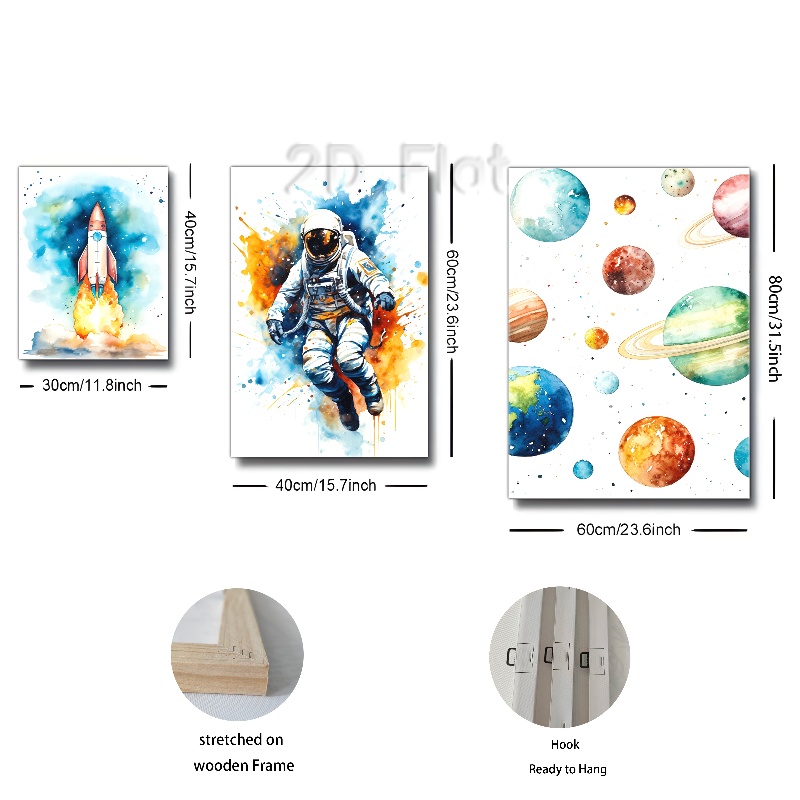 2D Flat
40cm/15.7inch
30cm/11.8inch
60cm/23.6inch
40cm/15.7inch
80cm/31.5inch
60cm/23.6inch
stretched on
wooden Frame
Hook
Ready to Hang